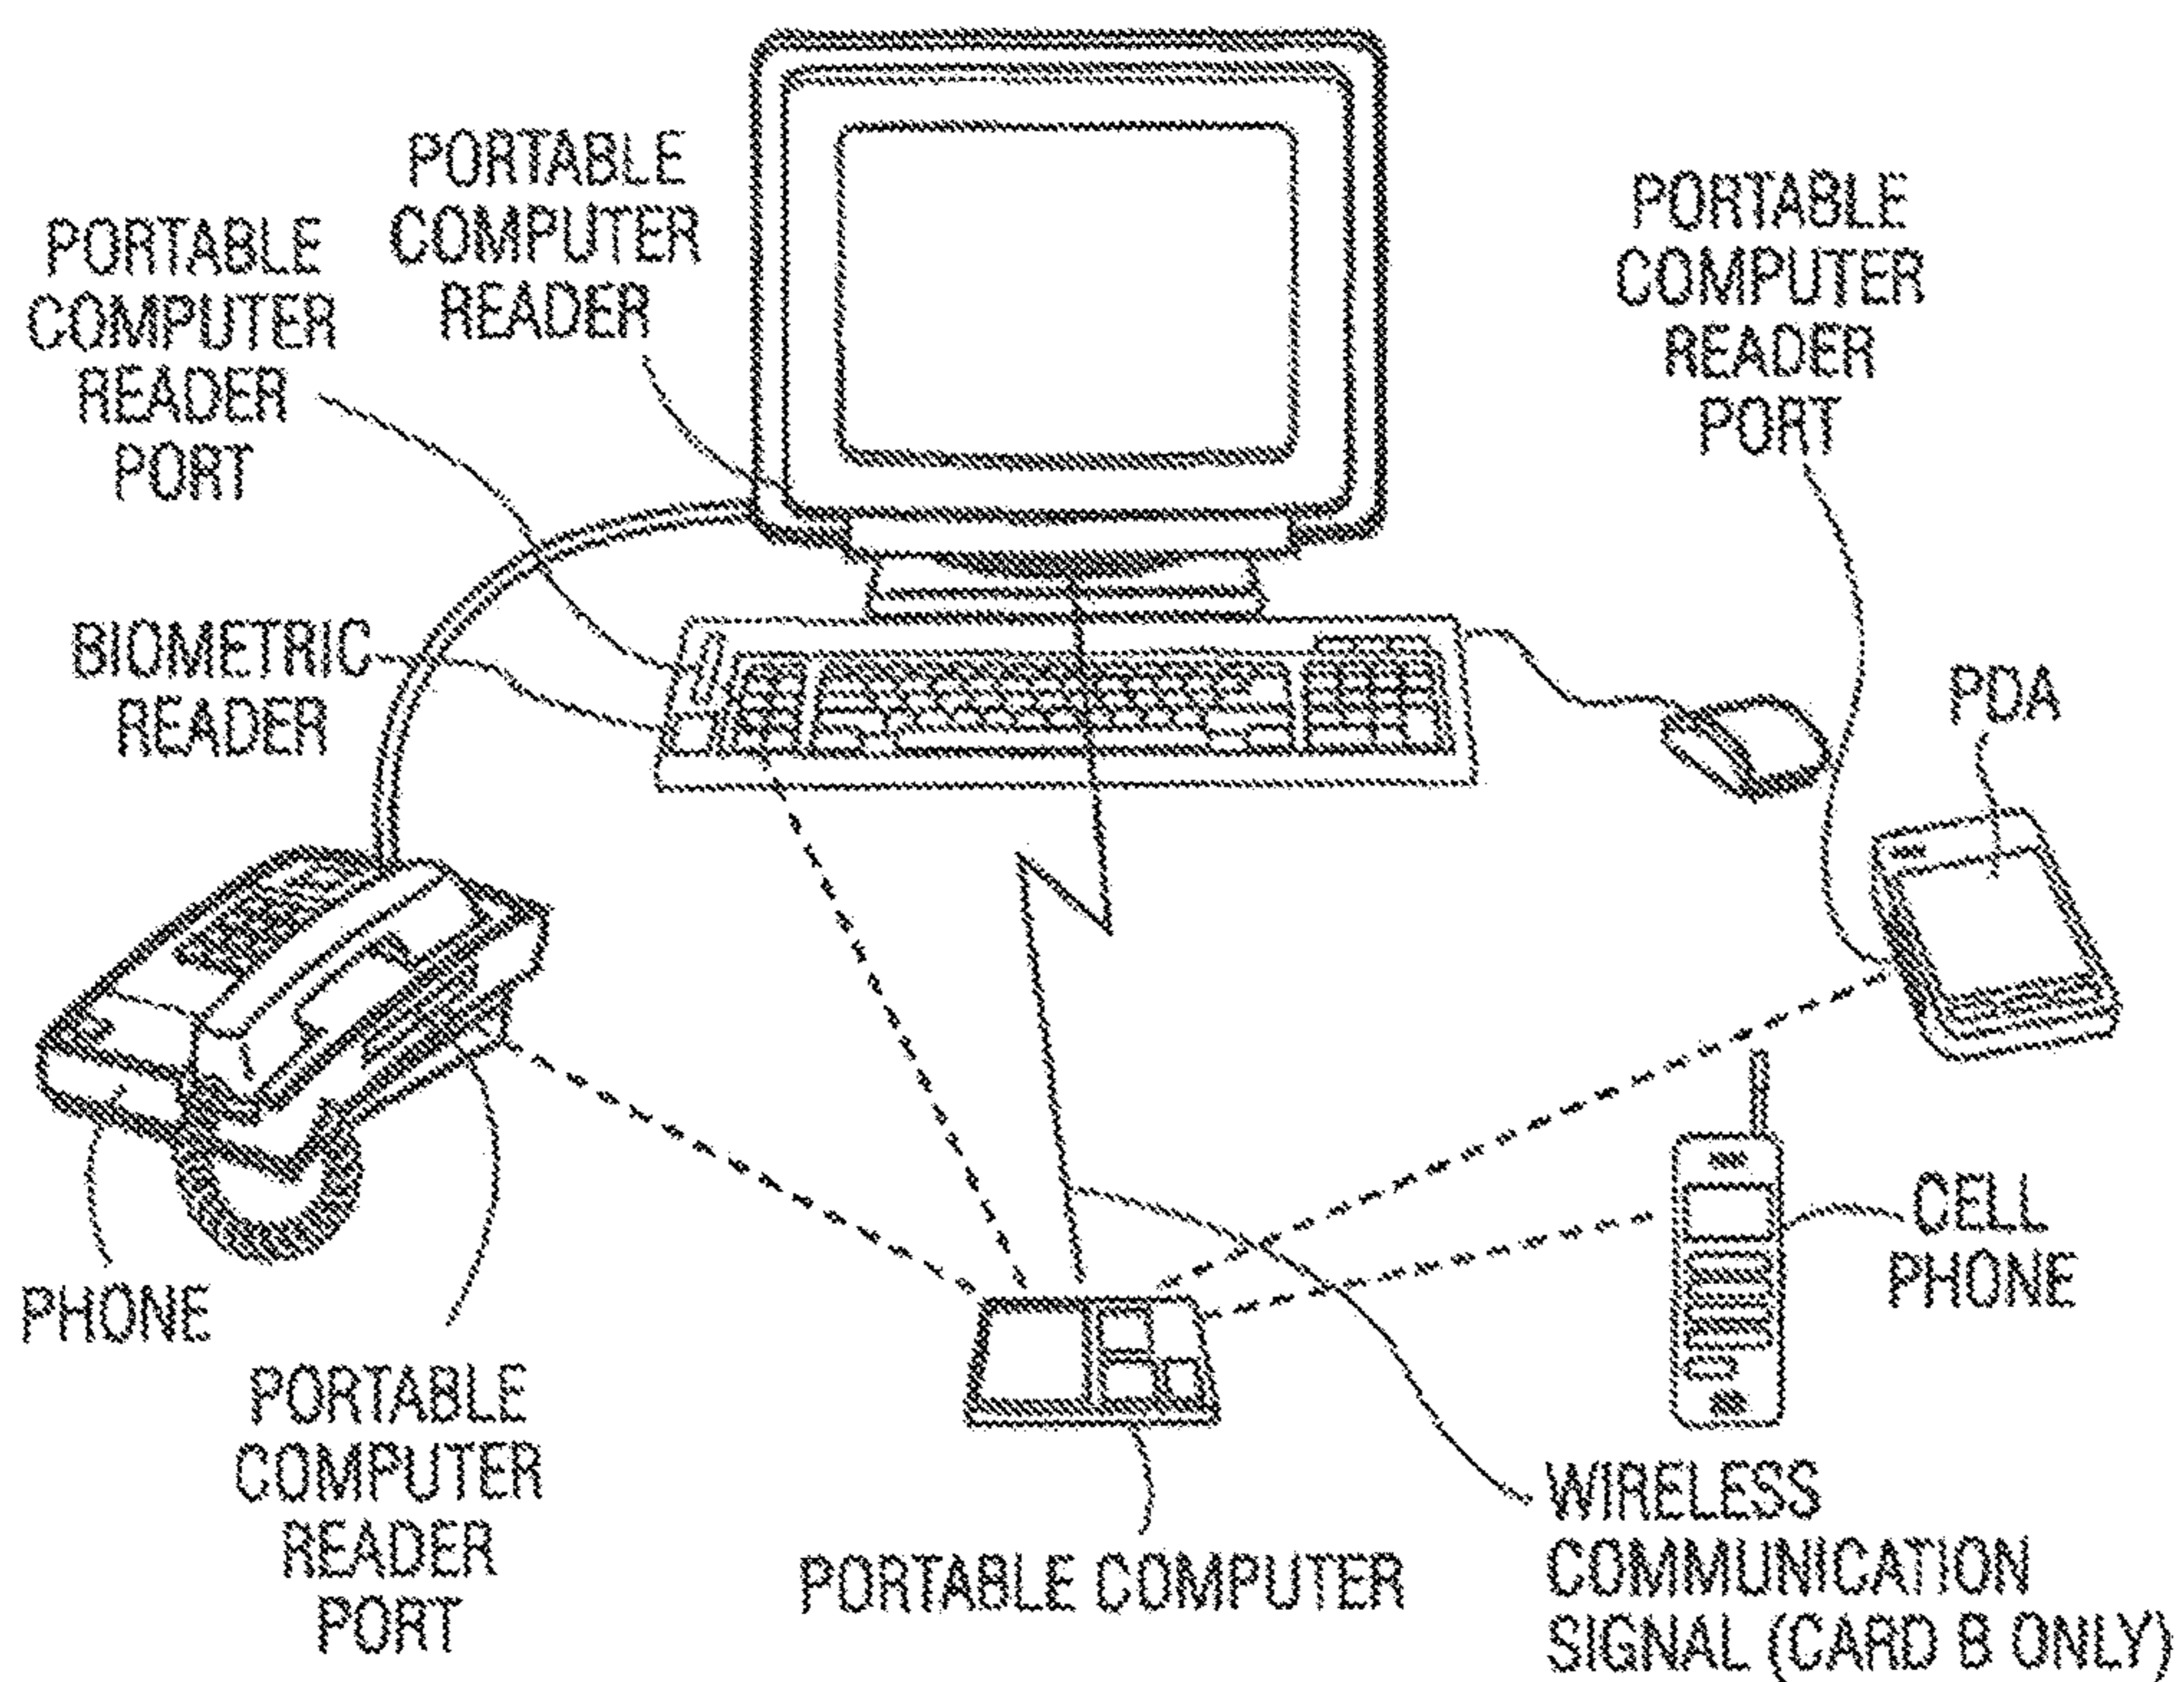 PORTABLE
COMPUTER
READER
PORTABLE
COMPUTER
READER
PORT
PORTABLE
COMPUTER
READER
PORT
BIOMETRIC
READER
PDA
CELL
PHONE
PHONE
PORTABLE
COMPUTER
READER
PORT
PORTABLE COMPUTER
WIRELESS
COMMUNICATION
SIGNAL (CARD B ONLY)